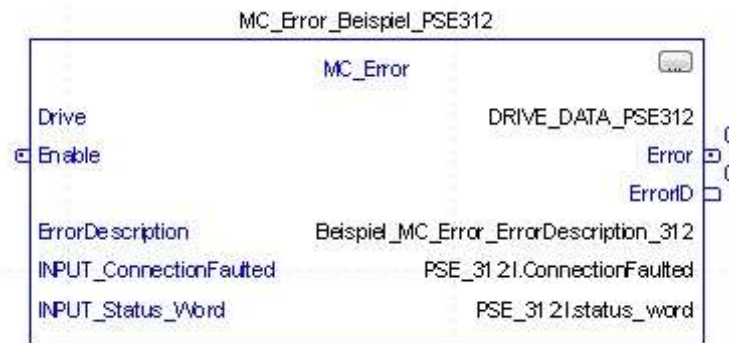 MC_Error_Beispiel_PSE312
MC_Error
...
Drive DRIVE_DATA_PSE312
Enable Error
ErrorID
ErrorDescription Beispiel_MC_Error_ErrorDescription_312
INPUT_ConnectionFaulted PSE_312:I.ConnectionFaulted
INPUT_Status_Word PSE_312:I.status_word